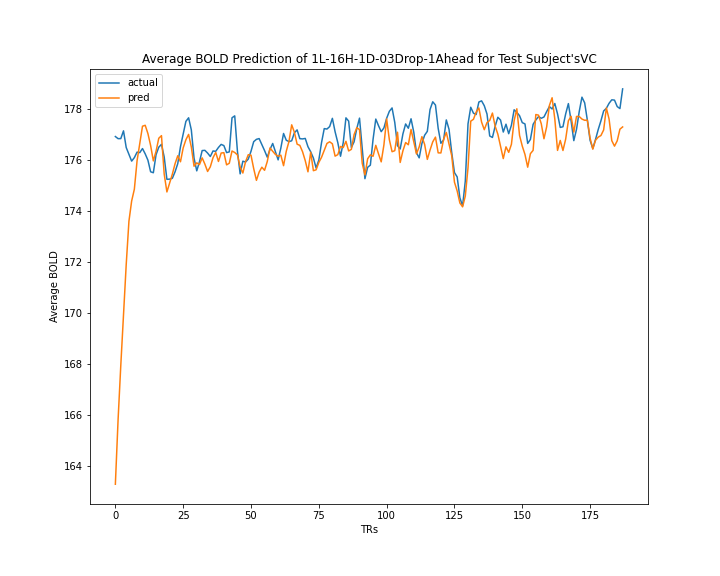 Average BOLD Prediction of 1L-16H-1D-03Drop-1Ahead for Test Subject'sVC
actual
pred
178
176
174
172
170
168
166
164
Average BOLD
0 25 50 75 100 125 150 175
TRs